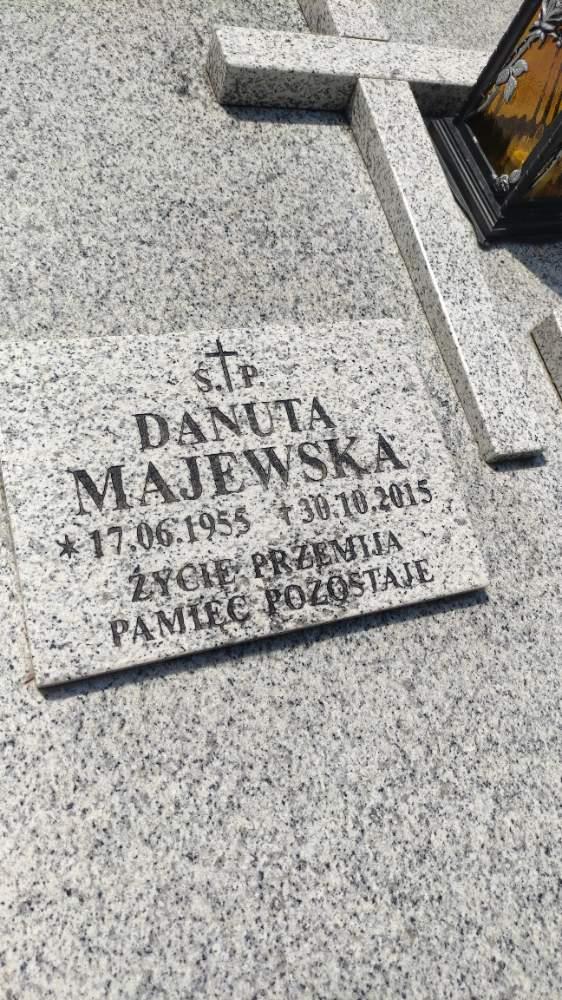 Ś. P.
DANUTA
MAJEWSKA
* 17.06.1955 † 30.10.2015
ŻYCIE PRZEMIJA
PAMIĘĆ POZOSTAJE